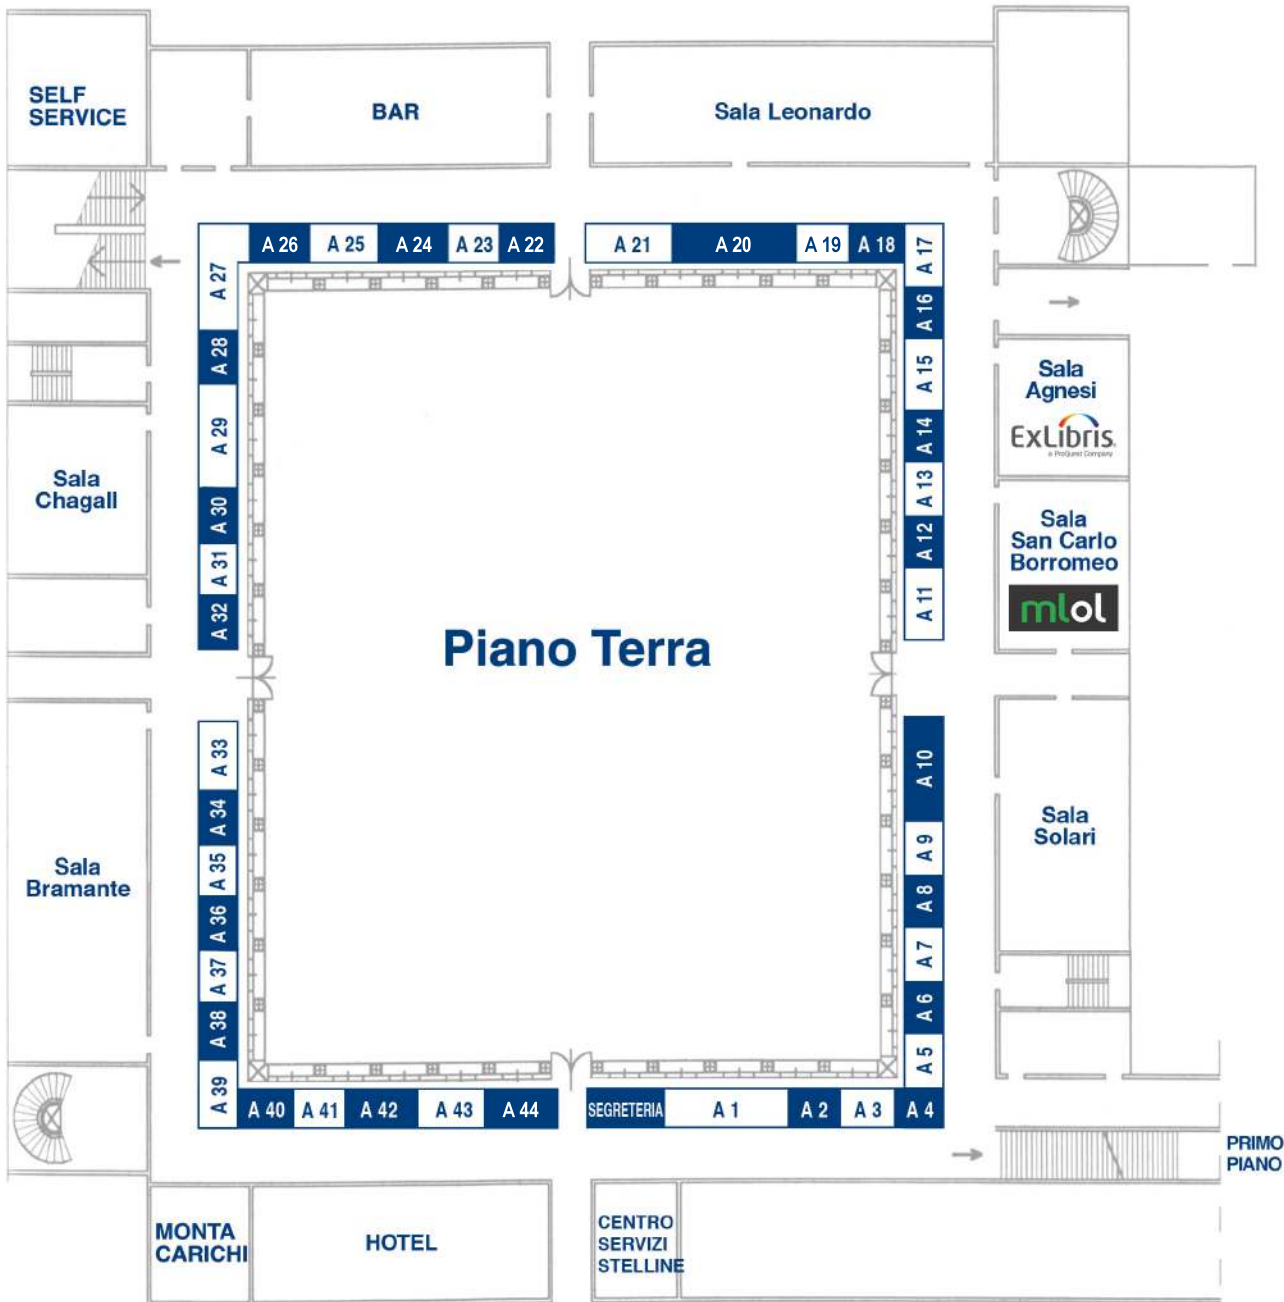 SELF
SERVICE
BAR
Sala Leonardo
A 26
A 25
A 24
A 23
A 22
A 21
A 20
A 19
A 18
A 17
A 16
A 15
A 14
A 13
A 12
A 11
A 27
A 28
A 29
A 30
A 31
A 32
Sala
Chagall
Sala
Agnesi
ExLibris
a ProQuest Company
Sala
San Carlo
Borromeo
mlol
Piano Terra
A 33
A 34
A 35
A 36
A 37
A 38
A 39
Sala
Bramante
A 10
A 9
A 8
A 7
A 6
A 5
Sala
Solari
A 40
A 41
A 42
A 43
A 44
SEGRETERIA
A 1
A 2
A 3
A 4
PRIMO
PIANO
MONTA
CARICHI
HOTEL
CENTRO
SERVIZI
STELLINE